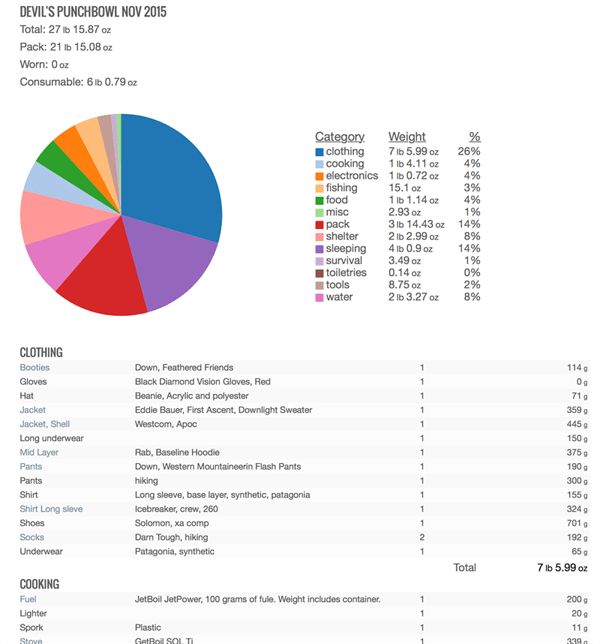 DEVIL'S PUNCHBOWL NOV 2015
Total: 27 lb 15.87 oz
Pack: 21 lb 15.08 oz
Worn: 0 oz
Consumable: 6 lb 0.79 oz
Category Weight %
clothing 7 lb 5.99 oz 26%
cooking 1 lb 4.11 oz 4%
electronics 1 lb 0.72 oz 4%
fishing 15.1 oz 3%
food 1 lb 1.14 oz 4%
misc 2.93 oz 1%
pack 3 lb 14.43 oz 14%
shelter 2 lb 2.99 oz 8%
sleeping 4 lb 0.9 oz 14%
survival 3.49 oz 1%
toiletries 0.14 oz 0%
tools 8.75 oz 2%
water 2 lb 3.27 oz 8%
CLOTHING
Booties Down, Feathered Friends 1 114 g
Gloves Black Diamond Vision Gloves, Red 1 0 g
Hat Beanie, Acrylic and polyester 1 71 g
Jacket Eddie Bauer, First Ascent, Downlight Sweater 1 359 g
Jacket, Shell Westcom, Apoc 1 445 g
Long underwear 1 150 g
Mid Layer Rab, Baseline Hoodie 1 375 g
Pants Down, Western Mountaineerin Flash Pants 1 190 g
Pants hiking 1 300 g
Shirt Long sleeve, base layer, synthetic, patagonia 1 155 g
Shirt Long sleve Icebreaker, crew, 260 1 324 g
Shoes Solomon, xa comp 1 701 g
Socks Darn Tough, hiking 2 192 g
Underwear Patagonia, synthetic 1 65 g
Total 7 lb 5.99 oz
COOKING
Fuel JetBoil JetPower, 100 grams of fule. Weight includes container. 1 200 g
Lighter 1 20 g
Spork Plastic 1 11 g
Stove GetBoil SOL Ti 1 339 g